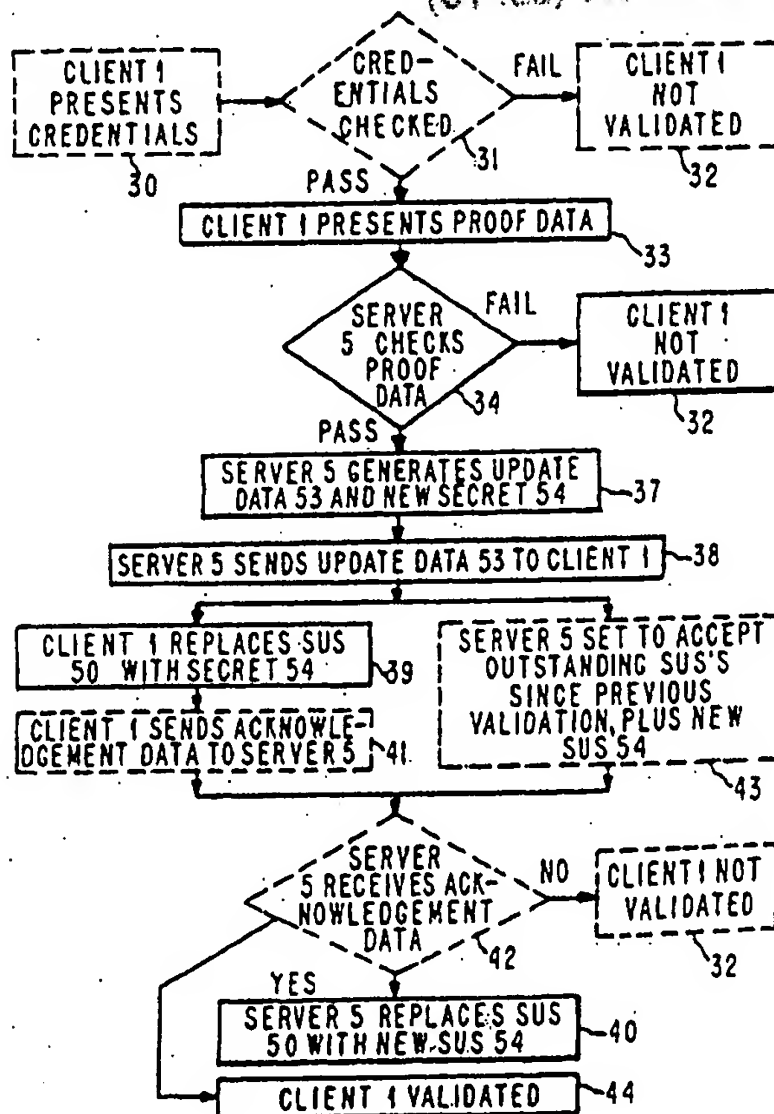 CLIENT 1
PRESENTS
CREDENTIALS
30
CRED-
ENTIALS
CHECKED
31
FAIL
CLIENT 1
NOT
VALIDATED
32
PASS
CLIENT 1 PRESENTS PROOF DATA
33
SERVER
5 CHECKS
PROOF
DATA
34
FAIL
CLIENT 1
NOT
VALIDATED
32
PASS
SERVER 5 GENERATES UPDATE
DATA 53 AND NEW SECRET 54
37
SERVER 5 SENDS UPDATE DATA 53 TO CLIENT 1
38
CLIENT 1 REPLACES SUS
50 WITH SECRET 54
39
CLIENT 1 SENDS ACKNOWLE-
DGEMENT DATA TO SERVER 5
41
SERVER 5 SET TO ACCEPT
OUTSTANDING SUS'S
SINCE PREVIOUS
VALIDATION, PLUS NEW
SUS 54
43
SERVER
5 RECEIVES ACK-
NOWLEDGEMENT
DATA
42
NO
CLIENT 1 NOT
VALIDATED
32
YES
SERVER 5 REPLACES SUS
50 WITH NEW SUS 54
40
CLIENT 1 VALIDATED
44